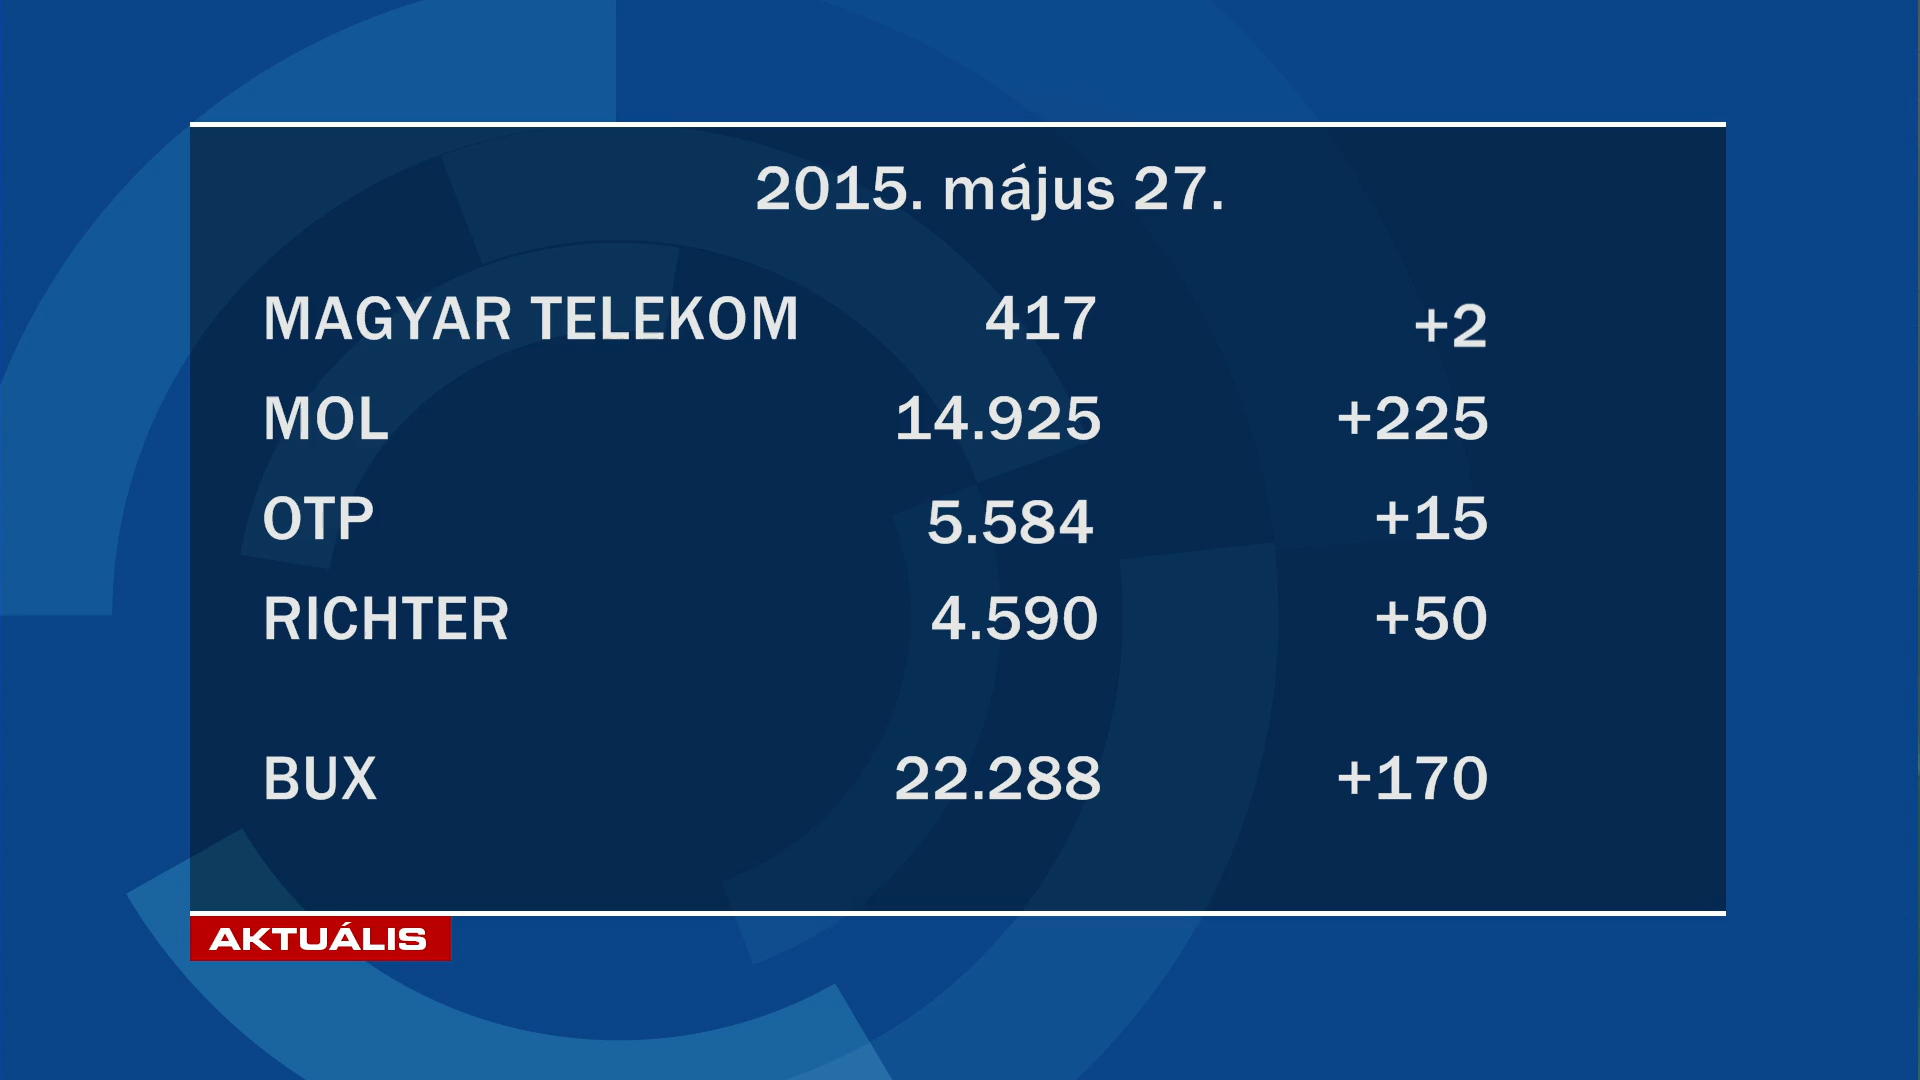 2015. május 27.
MAGYAR TELEKOM 417 +2
MOL 14.925 +225
OTP 5.584 +15
RICHTER 4.590 +50
BUX 22.288 +170
AKTUÁLIS